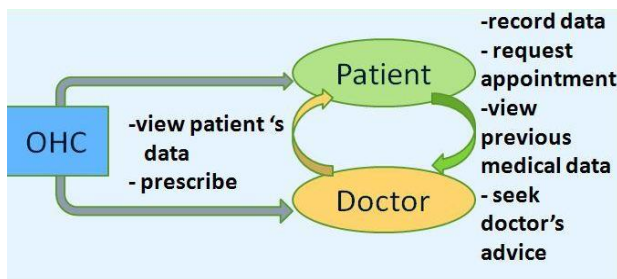 OHC
Patient
Doctor
-view patient ‘s
data
- prescribe
-record data
- request
appointment
-view
previous
medical data
- seek
doctor’s
advice